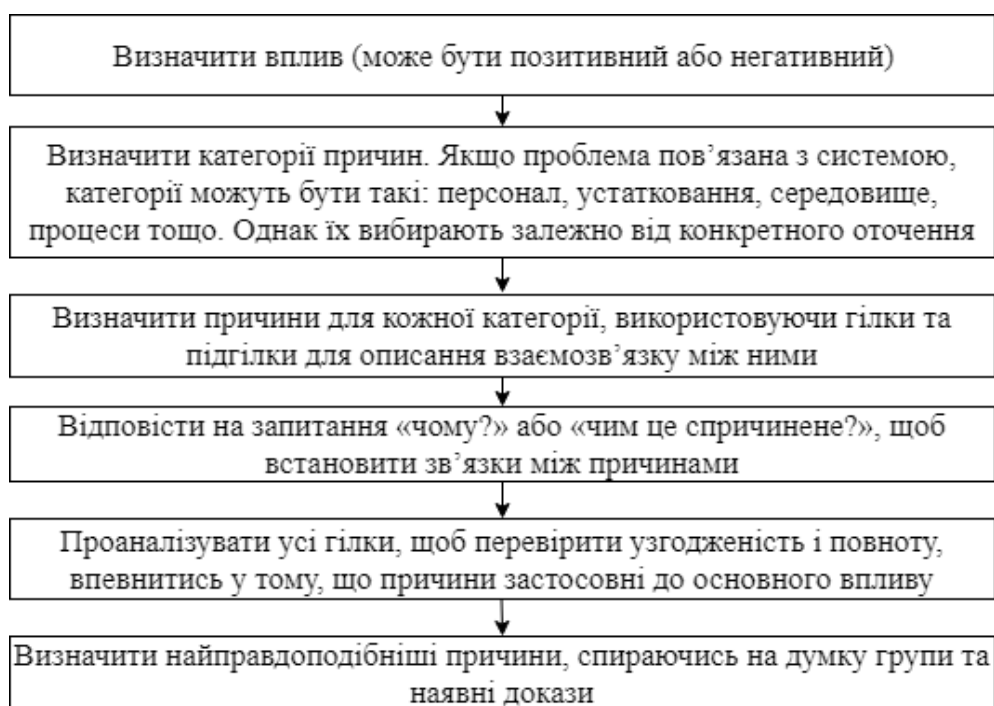 Визначити вплив (може бути позитивний або негативний)
Визначити категорії причин. Якщо проблема пов’язана з системою,
категорії можуть бути такі: персонал, устатковання, середовище,
процеси тощо. Однак їх вибирають залежно від конкретного оточення
Визначити причини для кожної категорії, використовуючи гілки та
підгілки для описання взаємозв’язку між ними
Відповісти на запитання «чому?» або «чим це спричинене?», щоб
встановити зв’язки між причинами
Проаналізувати усі гілки, щоб перевірити узгодженість і повноту,
впевнитись у тому, що причини застосовні до основного впливу
Визначити найправдоподібніші причини, спираючись на думку групи та
наявні докази